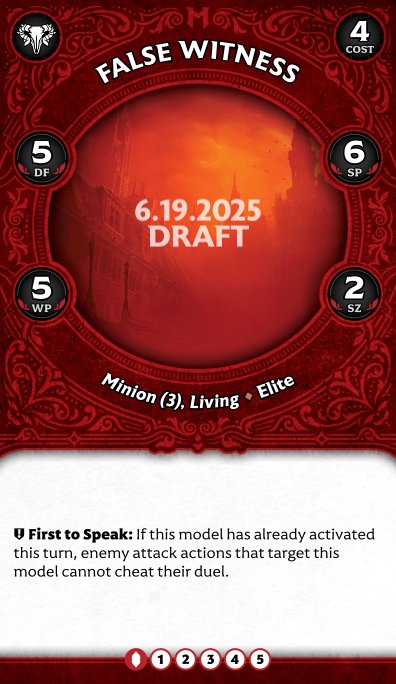 4
COST
FALSE WITNESS
5
DF
6
SP
6.19.2025
DRAFT
5
WP
2
SZ
Minion (3), Living • Elite
First to Speak: If this model has already activated
this turn, enemy attack actions that target this
model cannot cheat their duel.
1 2 3 4 5